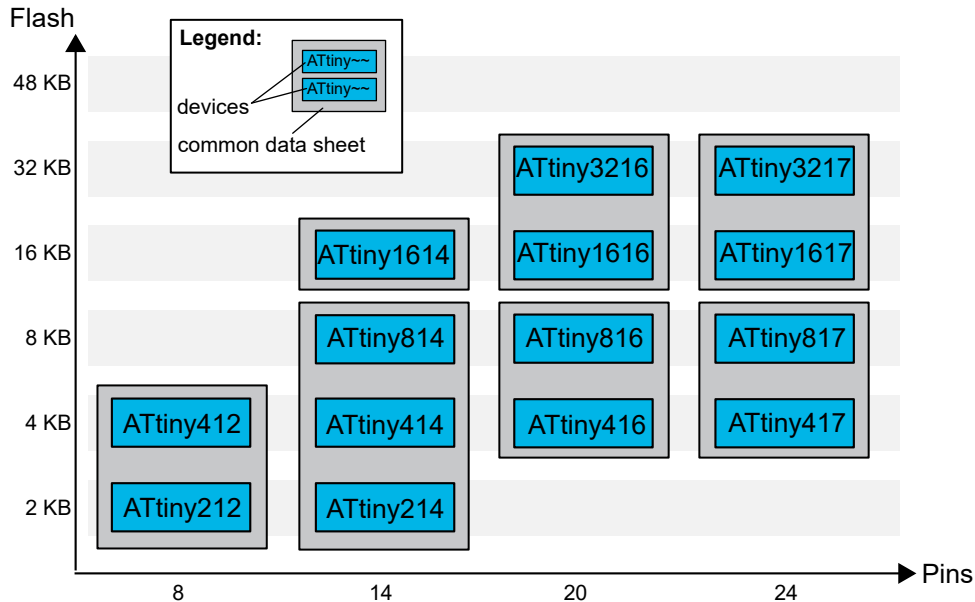 Flash
Legend:
ATtiny~~
ATtiny~~
devices
common data sheet
48 KB
32 KB
ATtiny3216
ATtiny3217
16 KB
ATtiny1614
ATtiny1616
ATtiny1617
8 KB
ATtiny814
ATtiny816
ATtiny817
4 KB
ATtiny412
ATtiny414
ATtiny416
ATtiny417
2 KB
ATtiny212
ATtiny214
Pins
8
14
20
24